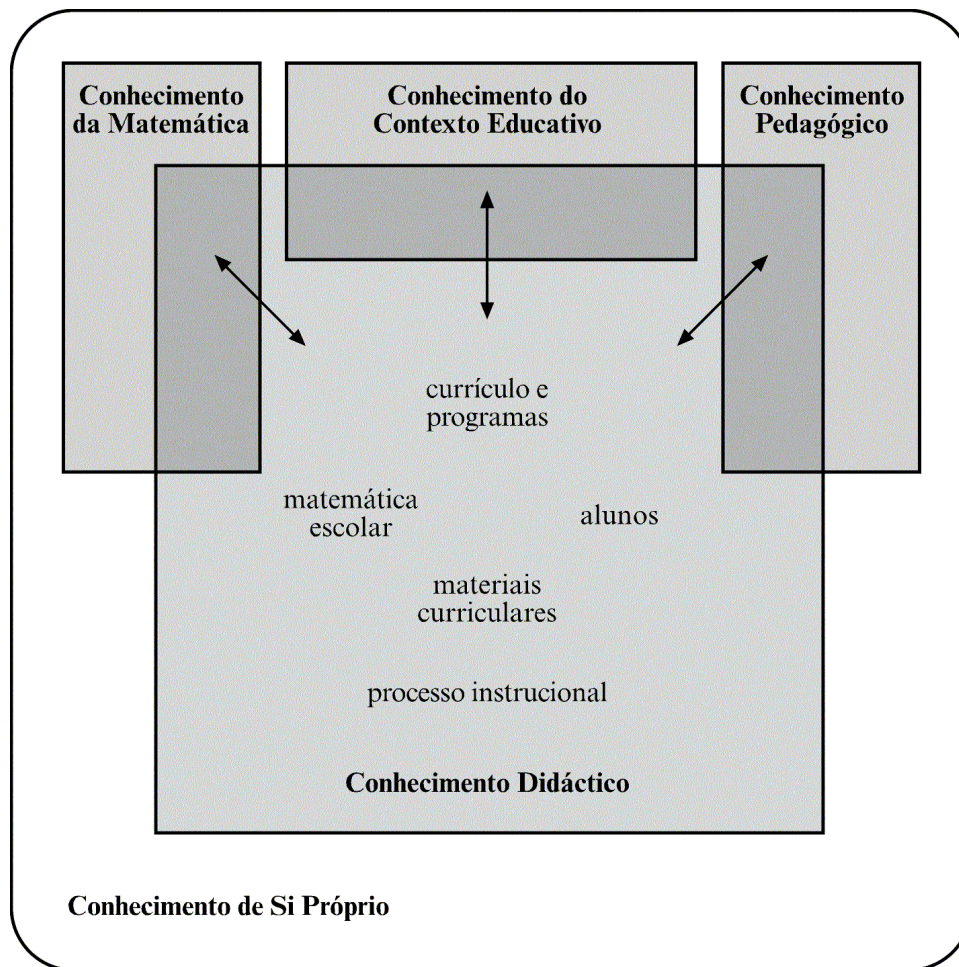 Conhecimento
da Matemática
Conhecimento do
Contexto Educativo
Conhecimento
Pedagógico
currículo e
programas
matemática
escolar
alunos
materiais
curriculares
processo instrucional
Conhecimento Didáctico
Conhecimento de Si Próprio